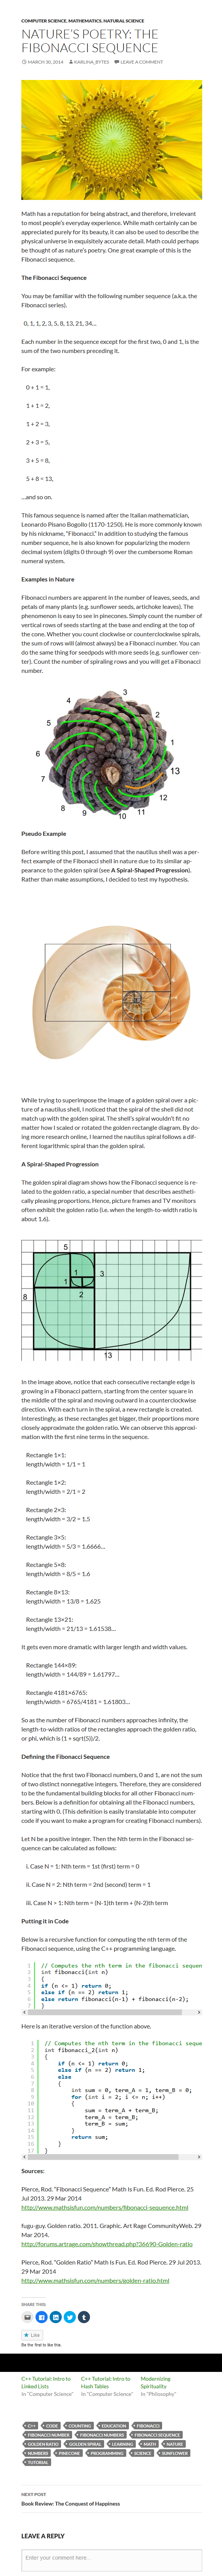 COMPUTER SCIENCE, MATHEMATICS, NATURAL SCIENCE
NATURE'S POETRY: THE
FIBONACCI SEQUENCE
MARCH 30, 2014 KARLINA_BYTES LEAVE A COMMENT
Math has a reputation for being abstract, and therefore, irrelevant
to most people's everyday experience. While math certainly can be
appreciated purely for its beauty, it can also be used to describe the
physical universe in exquisitely accurate detail. Math could perhaps
be thought of as nature's poetry. One great example of this is the
Fibonacci sequence.
The Fibonacci Sequence
You may be familiar with the following number sequence (a.k.a. the
Fibonacci series).
0, 1, 1, 2, 3, 5, 8, 13, 21, 34...
Each number in the sequence except for the first two, 0 and 1, is the
sum of the two numbers preceding it.
For example:
0 + 1 = 1,
1 + 1 = 2,
1 + 2 = 3,
2 + 3 = 5,
3 + 5 = 8,
5 + 8 = 13,
...and so on.
This famous sequence is named after the Italian mathematician,
Leonardo Pisano Bogollo (1170-1250). He is more commonly known
by his nickname, "Fibonacci." In addition to studying the famous
number sequence, he is also known for popularizing the modern
decimal system (digits 0 through 9) over the cumbersome Roman
numeral system.
Examples in Nature
Fibonacci numbers are apparent in the number of leaves, seeds, and
petals of many plants (e.g. sunflower seeds, artichoke leaves). The
phenomenon is easy to see in pinecones. Simply count the number of
vertical rows of seeds starting at the base and ending at the top of
the cone. Whether you count clockwise or counterclockwise spirals,
the sum of rows will (almost always) be a Fibonacci number. You can
do the same thing for seedpods with more seeds (e.g. sunflower cen-
ter). Count the number of spiraling rows and you will get a Fibonacci
number.
1
2
3
4
5
6
7
8
9
10
11
12
13
Pseudo Example
Before writing this post, I assumed that the nautilus shell was a per-
fect example of the Fibonacci shell in nature due to its similar ap-
pearance to the golden spiral (see A Spiral-Shaped Progression).
Rather than make assumptions, I decided to test my hypothesis.
While trying to superimpose the image of a golden spiral over a pic-
ture of a nautilus shell, I noticed that the spiral of the shell did not
match up with the golden spiral. The shell's spiral wouldn't fit no
matter how I scaled or rotated the golden rectangle diagram. By do-
ing more research online, I learned the nautilus spiral follows a dif-
ferent logarithmic spiral than the golden spiral.
A Spiral-Shaped Progression
The golden spiral diagram shows how the Fibonacci sequence is re-
lated to the golden ratio, a special number that describes aestheti-
cally pleasing proportions. Hence, picture frames and TV monitors
often exhibit the golden ratio (i.e. when the length-to-width ratio is
about 1.6).
5
1
3
1
8
2
13
In the image above, notice that each consecutive rectangle edge is
growing in a Fibonacci pattern, starting from the center square in
the middle of the spiral and moving outward in a counterclockwise
direction. With each turn in the spiral, a new rectangle is created.
Interestingly, as these rectangles get bigger, their proportions more
closely approximate the golden ratio. We can observe this approxi-
mation with the first nine terms in the sequence.
Rectangle 1×1:
length/width = 1/1 = 1
Rectangle 1×2:
length/width = 2/1 = 2
Rectangle 2×3:
length/width = 3/2 = 1.5
Rectangle 3×5:
length/width = 5/3 = 1.6666...
Rectangle 5×8:
length/width = 8/5 = 1.6
Rectangle 8×13:
length/width = 13/8 = 1.625
Rectangle 13×21:
length/width = 21/13 = 1.61538...
It gets even more dramatic with larger length and width values.
Rectangle 144×89:
length/width = 144/89 = 1.61797...
Rectangle 4181×6765:
length/width = 6765/4181 = 1.61803...
So as the number of Fibonacci numbers approaches infinity, the
length-to-width ratios of the rectangles approach the golden ratio,
or phi, which is (1 + sqrt(5))/2.
Defining the Fibonacci Sequence
Notice that the first two Fibonacci numbers, 0 and 1, are not the sum
of two distinct nonnegative integers. Therefore, they are considered
to be the fundamental numbers or building blocks for all other Fibo-
nacci numbers. Below is a definition for obtaining all the Fibonacci numbers,
starting with 0. (This definition is easily translatable into computer
code if you want to make a program for creating Fibonacci numbers).
Let N be a positive integer. Then the Nth term in the Fibonacci se-
quence can be calculated as follows:
i. Case N = 1: Nth term = 1st (first) term = 0
ii. Case N = 2: Nth term = 2nd (second) term = 1
iii. Case N > 1: Nth term = (N-1)th term + (N-2)th term
Putting it in Code
Below is a recursive function for computing the nth term of the
Fibonacci sequence, using the C++ programming language.
1 // Computes the nth term in the fibonacci sequen
2 int fibonacci(int n)
3 {
4 if (n <= 1) return 0;
5 else if (n == 2) return 1;
6 else return fibonacci(n-1) + fibonacci(n-2);
7 }
Here is an iterative version of the function above.
1 // Computes the nth term in the fibonacci seque
2 int fibonacci_2(int n)
3 {
4 if (n <= 1) return 0;
5 else if (n == 2) return 1;
6 else
7 {
8 int sum = 0, term_A = 1, term_B = 0;
9 for (int i = 2; i <= n; i++)
10 {
11 sum = term_A + term_B;
12 term_A = term_B;
13 term_B = sum;
14 }
15 return sum;
16 }
17 }
Sources:
Pierce, Rod. "Fibonacci Sequence" Math Is Fun. Ed. Rod Pierce. 25
Jul 2013. 29 Mar 2014
http://www.mathsisfun.com/numbers/fibonacci-sequence.html
fugu-guy. Golden ratio. 2011. Graphic. Art Rage CommunityWeb. 29
Mar 2014.
http://forums.artrage.com/showthread.php?36690-Golden-ratio
Pierce, Rod. "Golden Ratio" Math Is Fun. Ed. Rod Pierce. 29 Jul 2013.
29 Mar 2014
http://www.mathsisfun.com/numbers/golden-ratio.html
SHARE THIS:
Like
Be the first to like this.
C++ Tutorial: Intro to Linked Lists
In "Computer Science"
C++ Tutorial: Intro to Hash Tables
In "Computer Science"
Modernizing Spirituality
In "Philosophy"
C++ CODE COUNTING EDUCATION FIBONACCI
FIBONACCI NUMBER FIBONACCI NUMBERS FIBONACCI SEQUENCE
GOLDEN RATIO GOLDEN SPIRAL LEARNING MATH NATURE
NUMBERS PINECONE PROGRAMMING SCIENCE SUNFLOWER
TUTORIAL
NEXT POST
Book Review: The Conquest of Happiness
LEAVE A REPLY
Enter your comment here...